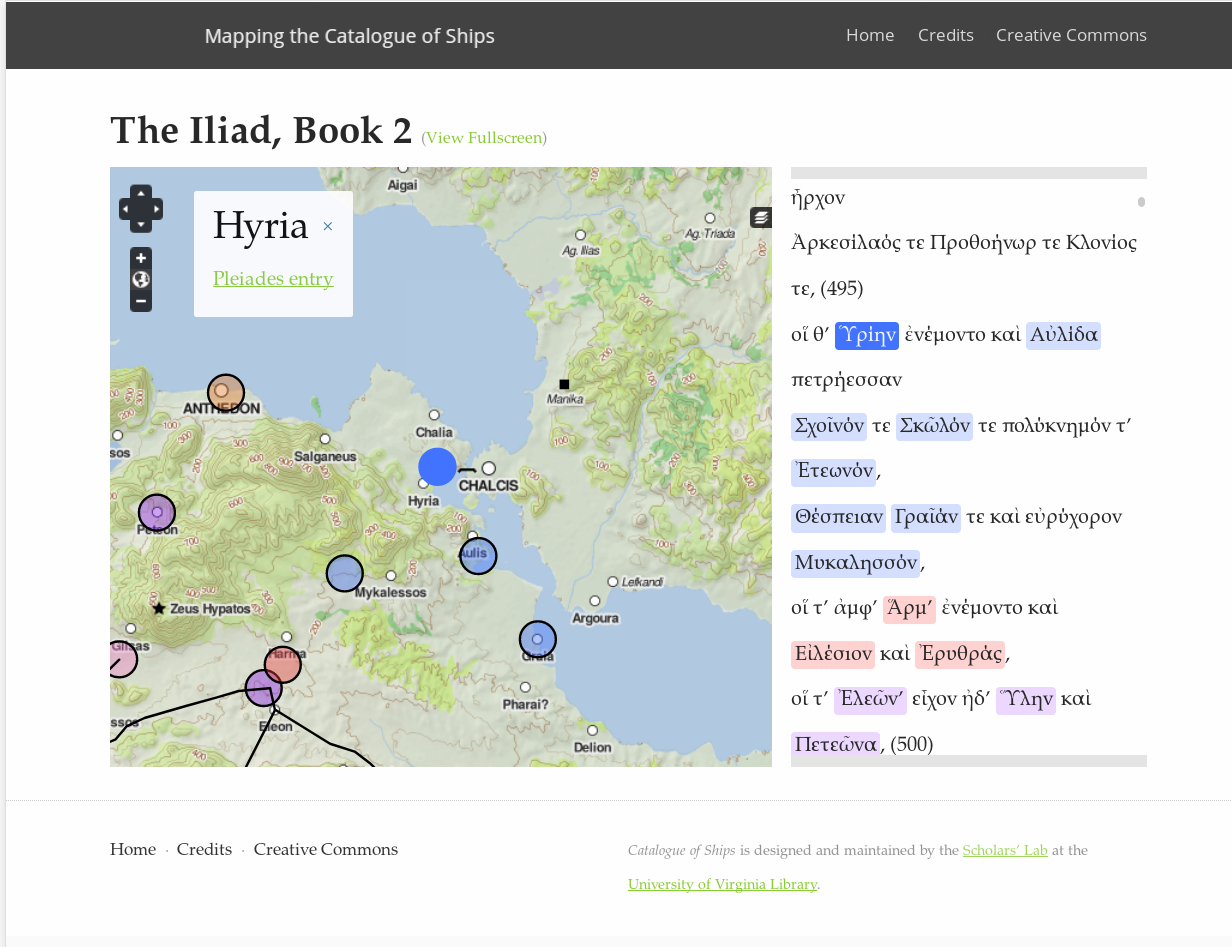 Mapping the Catalogue of Ships
Home Credits Creative Commons
The Iliad, Book 2 (View Fullscreen)
Hyria ×
Pleiades entry
Aigai
Ag. Ilias
Ag. Triada
Manika
ANTHEDON
Salganeus
Chalia
CHALCIS
Hyria
Peteon
Aulis
Mykalessos
Zeus Hypatos
Lefkandi
Argoura
Glisas
Harma
Graia
Pharai?
Eleon
Delion
ἦρχον
Ἀρκεσίλαός τε Προθοήνωρ τε Κλονίος
τε, (495)
οἵ θ’ Ὑρίην ἐνέμοντο καὶ Αὐλίδα
πετρήεσσαν
Σχοῖνόν τε Σκῶλόν τε πολύκνημόν τ’
Ἐτεωνόν,
Θέσπειαν Γραῖάν τε καὶ εὐρύχορον
Μυκαλησσόν,
οἵ τ’ ἀμφ’ Ἅρμ’ ἐνέμοντο καὶ
Εἰλέσιον καὶ Ἐρυθράς,
οἵ τ’ Ἐλεῶν’ εἶχον ἠδ’ Ὕλην καὶ
Πετεῶνα, (500)
Home · Credits · Creative Commons
Catalogue of Ships is designed and maintained by the Scholars’ Lab at the
University of Virginia Library.